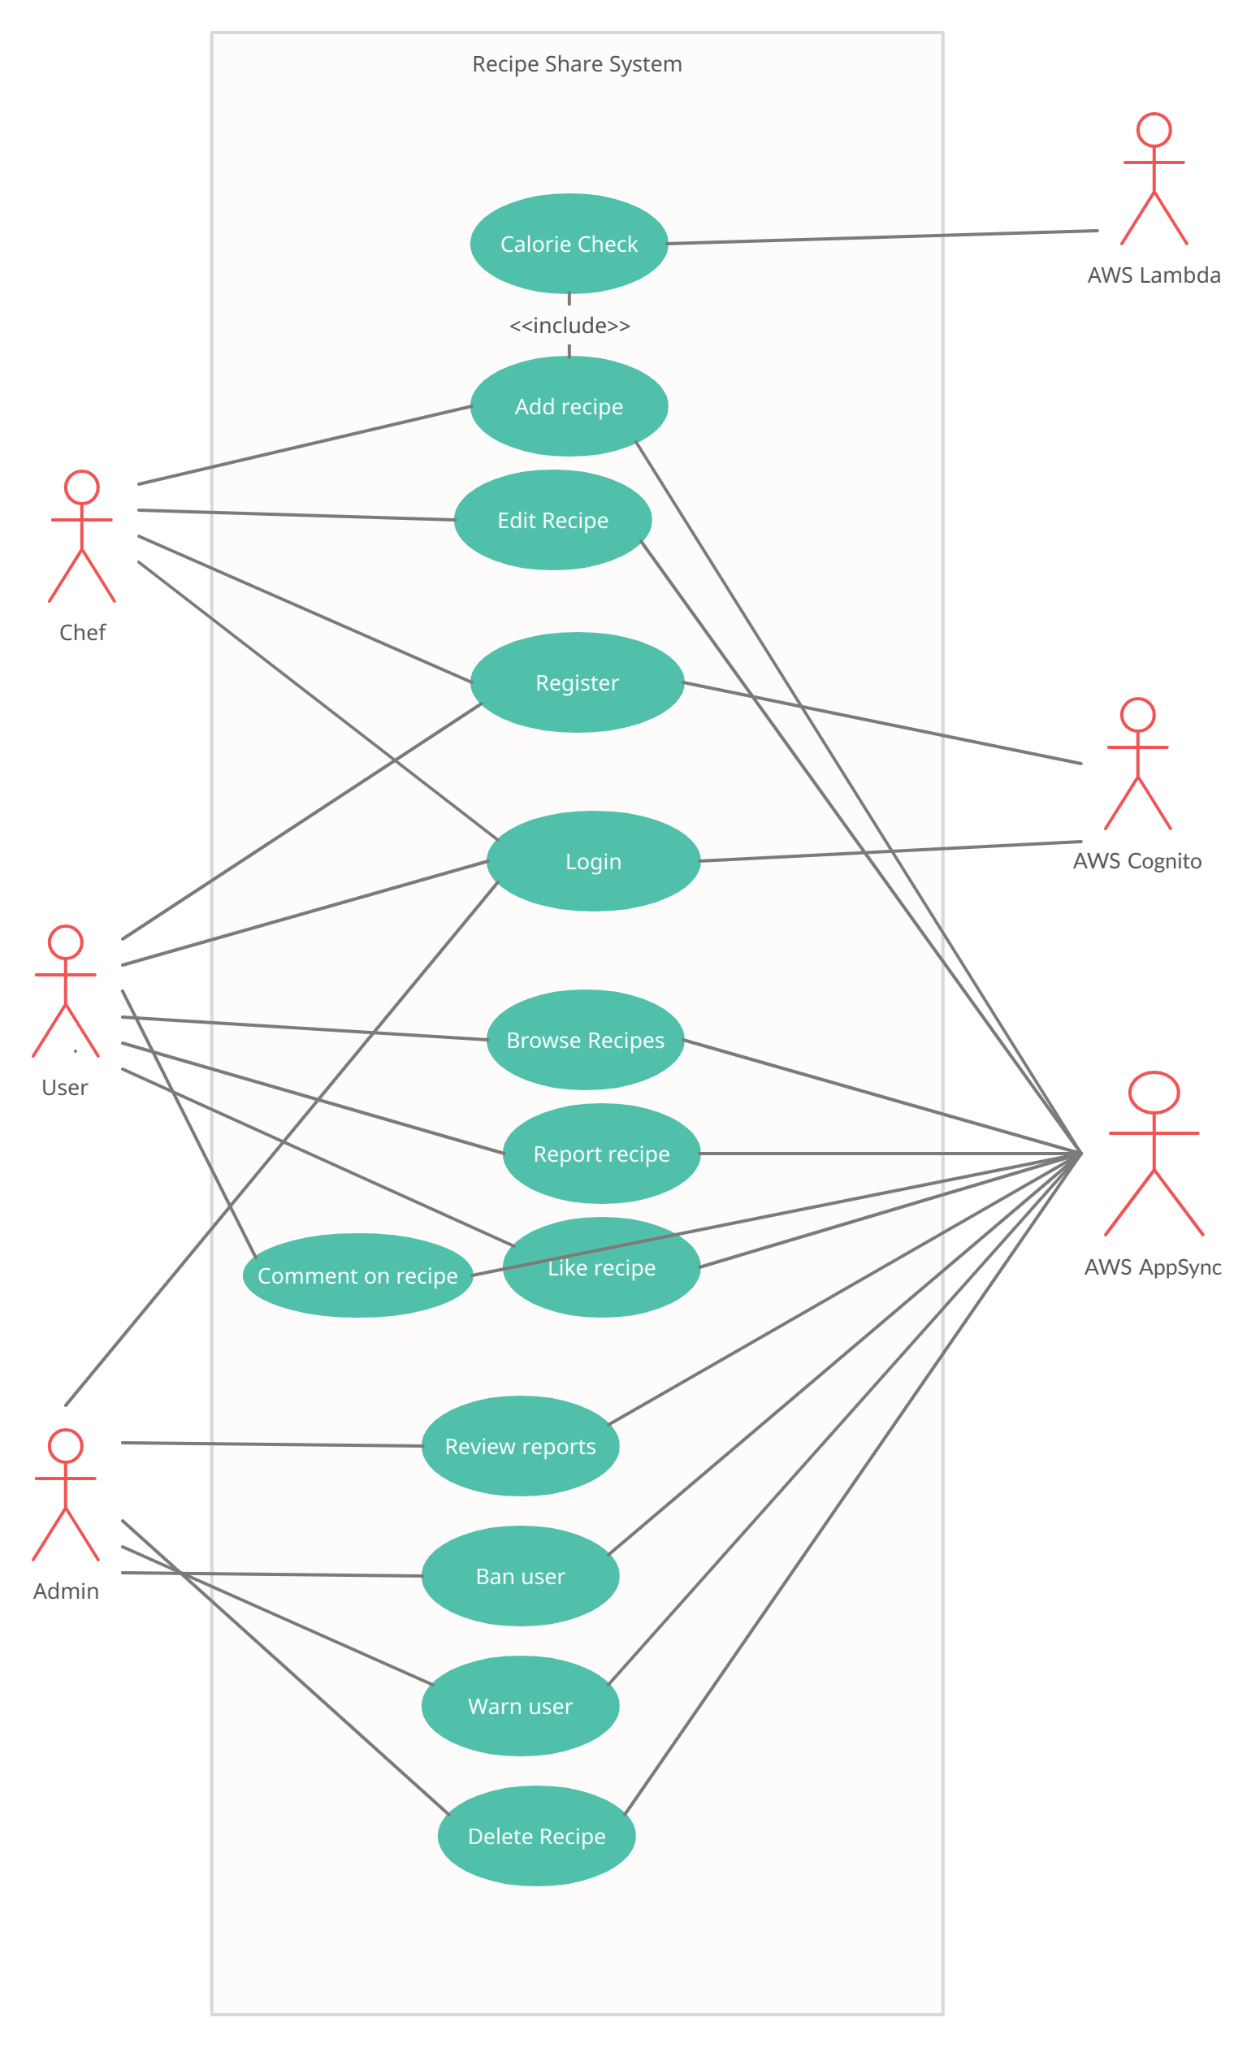 Recipe Share System
Calorie Check
AWS Lambda
<<include>>
Add recipe
Edit Recipe
Chef
Register
Login
AWS Cognito
Browse Recipes
User
Report recipe
AWS AppSync
Like recipe
Comment on recipe
Review reports
Ban user
Admin
Warn user
Delete Recipe